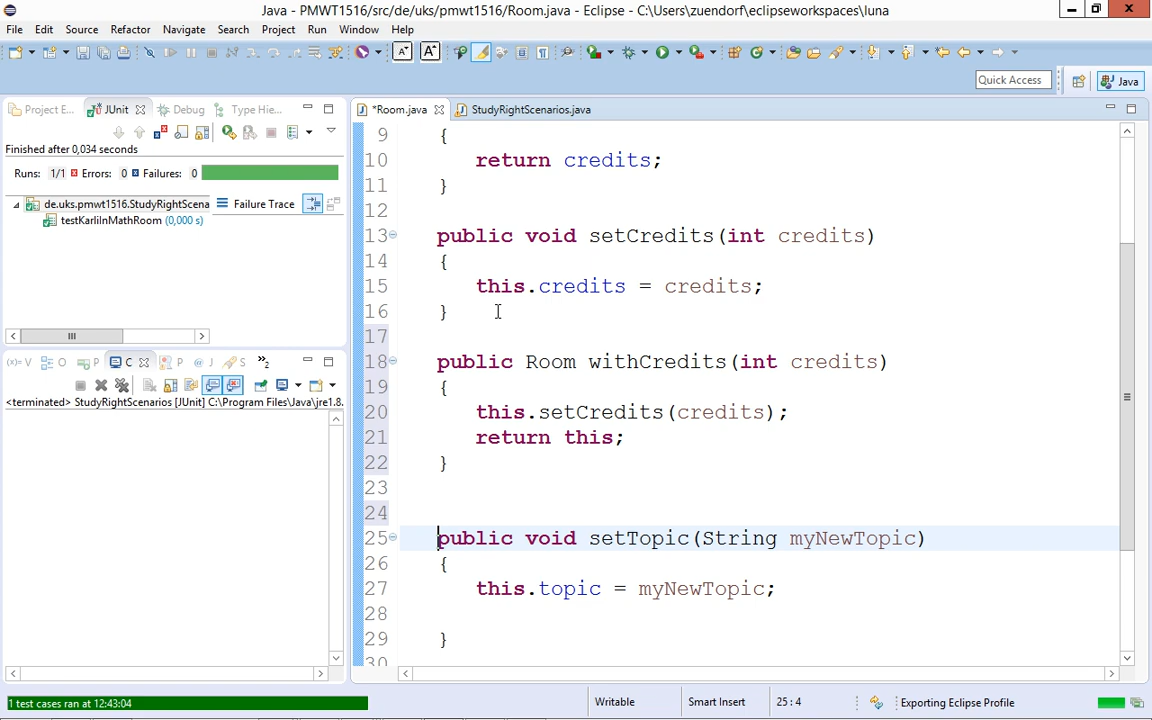 Java - PMWT1516/src/de/uks/pmwt1516/Room.java - Eclipse - C:\Users\zuendorf\eclipseworkspaces\luna
File Edit Source Refactor Navigate Search Project Run Window Help
Quick Access
Java
Project E...
JUnit
Debug
Type Hie...
Finished after 0,034 seconds
Runs: 1/1 Errors: 0 Failures: 0
de.uks.pmwt1516.StudyRightScena
Failure Trace
testKarliInMathRoom (0,000 s)
(x)= V O P C P @ J S »2
<terminated> StudyRightScenarios [JUnit] C:\Program Files\Java\jre1.8.
*Room.java
StudyRightScenarios.java
9 {
10 return credits;
11 }
12
13 public void setCredits(int credits)
14 {
15 this.credits = credits;
16 }
17
18 public Room withCredits(int credits)
19 {
20 this.setCredits(credits);
21 return this;
22 }
23
24
25 public void setTopic(String myNewTopic)
26 {
27 this.topic = myNewTopic;
28
29 }
30
1 test cases ran at 12:43:04
Writable
Smart Insert
25 : 4
Exporting Eclipse Profile